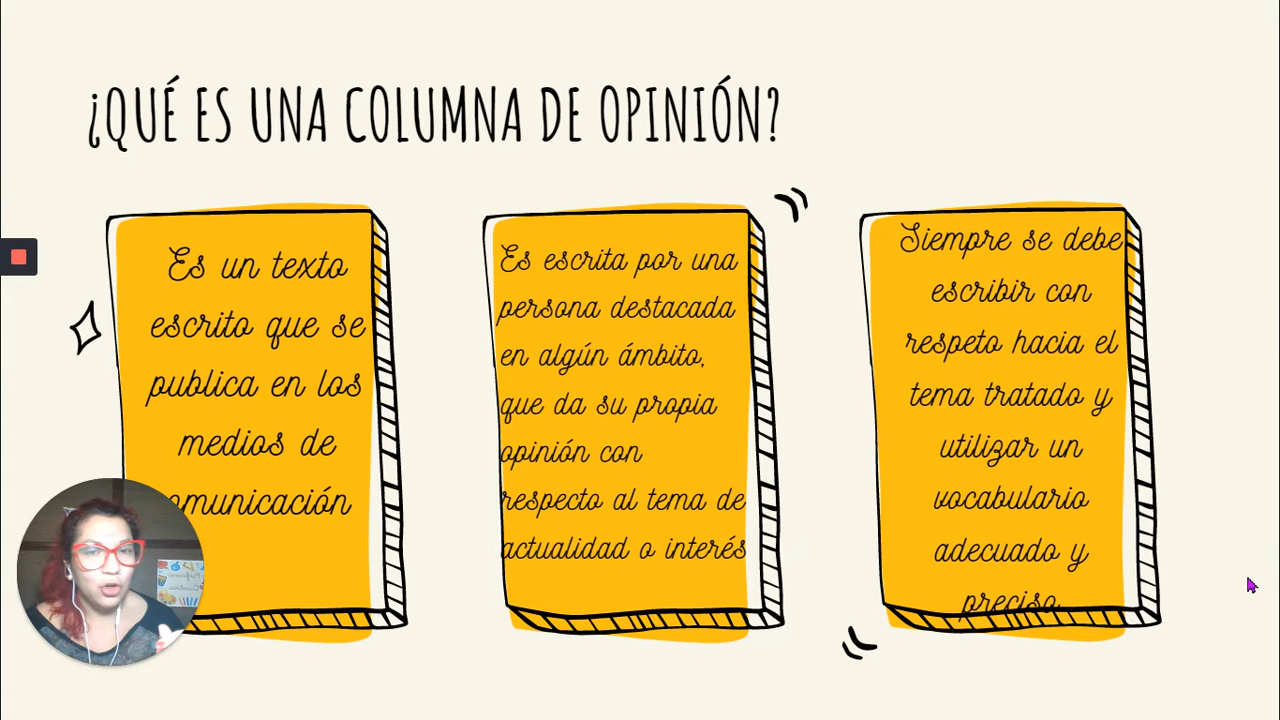 ¿QUÉ ES UNA COLUMNA DE OPINIÓN?
Es un texto
escrito que se
publica en los
medios de
omunicación
Es escrita por una
persona destacada
en algún ámbito,
que da su propia
opinión con
respecto al tema de
actualidad o interés
Siempre se debe
escribir con
respeto hacia el
tema tratado y
utilizar un
vocabulario
adecuado y
preciso